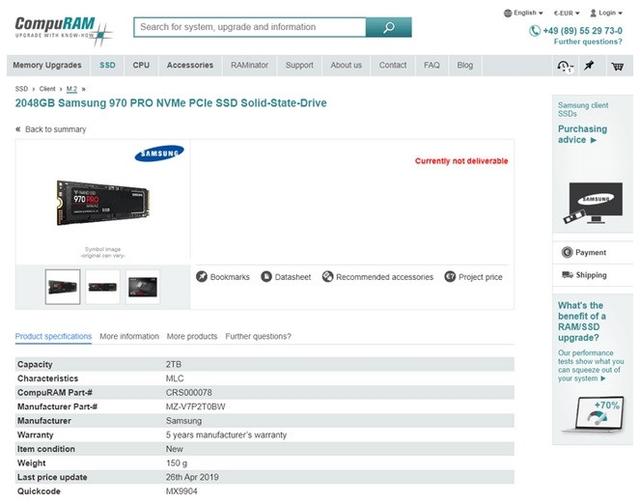 CompuRAM
UPGRADE WITH KNOW-HOW
Search for system, upgrade and information
English
€-EUR
Login
+49 (89) 55 29 73-0
Further questions?
Memory Upgrades SSD CPU Accessories RAMinator Support About us Contact FAQ Blog
1
SSD › Client › M.2 »
2048GB Samsung 970 PRO NVMe PCIe SSD Solid-State-Drive
« Back to summary
SAMSUNG
Currently not deliverable
970 PRO
Symbol image
-original can vary-
Bookmarks Datasheet Recommended accessories Project price
Product specifications More information More products Further questions?
Capacity 2TB
Characteristics MLC
CompuRAM Part-# CRS000078
Manufacturer Part-# MZ-V7P2T0BW
Manufacturer Samsung
Warranty 5 years manufacturer's warranty
Item condition New
Weight 150 g
Last price update 26th Apr 2019
Quickcode MX9904
Samsung client
SSDs
Purchasing
advice ▶
SAMSUNG
Payment
Shipping
What's the
benefit of a
RAM/SSD
upgrade?
Our performance
tests show what you
can squeeze out of
your system ▶
+70%